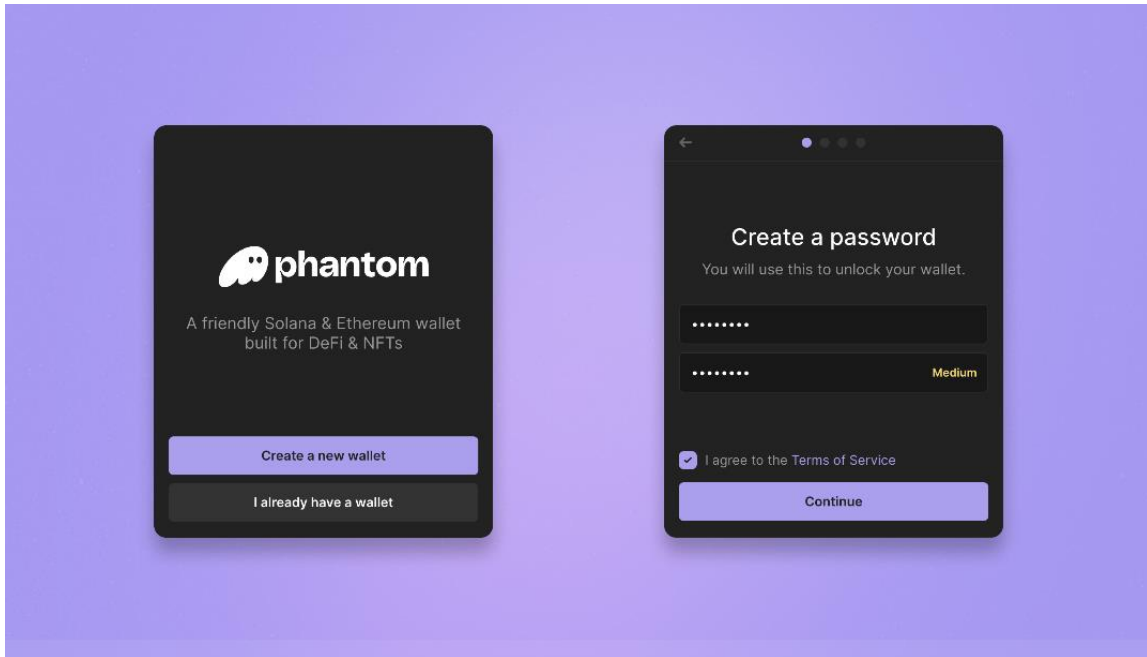 phantom
A friendly Solana & Ethereum wallet
built for DeFi & NFTs
Create a new wallet
I already have a wallet
Create a password
You will use this to unlock your wallet.
••••••••
•••••••• Medium
I agree to the Terms of Service
Continue